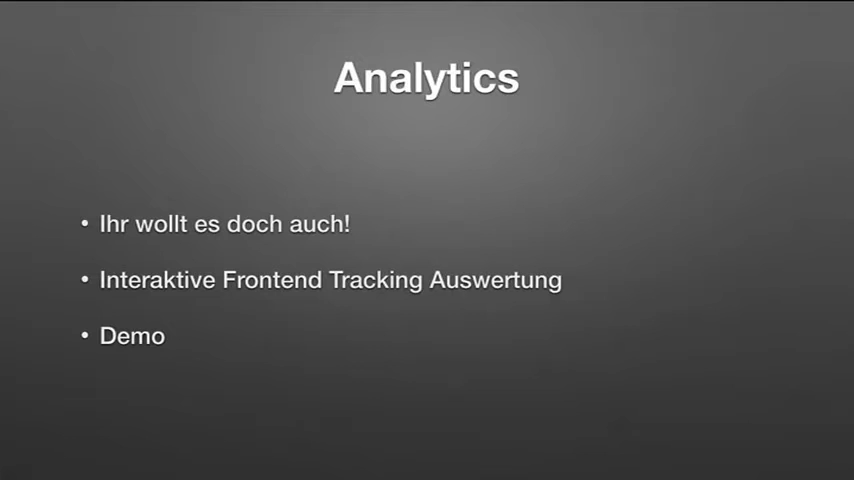 Analytics
• Ihr wollt es doch auch!
• Interaktive Frontend Tracking Auswertung
• Demo